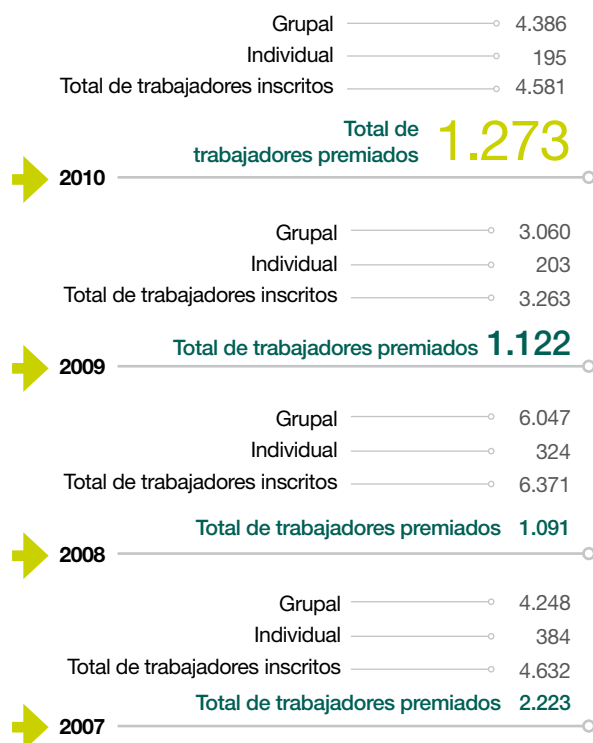 Grupal 4.386
Individual 195
Total de trabajadores inscritos 4.581
Total de
trabajadores premiados 1.273
2010
Grupal 3.060
Individual 203
Total de trabajadores inscritos 3.263
Total de trabajadores premiados 1.122
2009
Grupal 6.047
Individual 324
Total de trabajadores inscritos 6.371
Total de trabajadores premiados 1.091
2008
Grupal 4.248
Individual 384
Total de trabajadores inscritos 4.632
Total de trabajadores premiados 2.223
2007